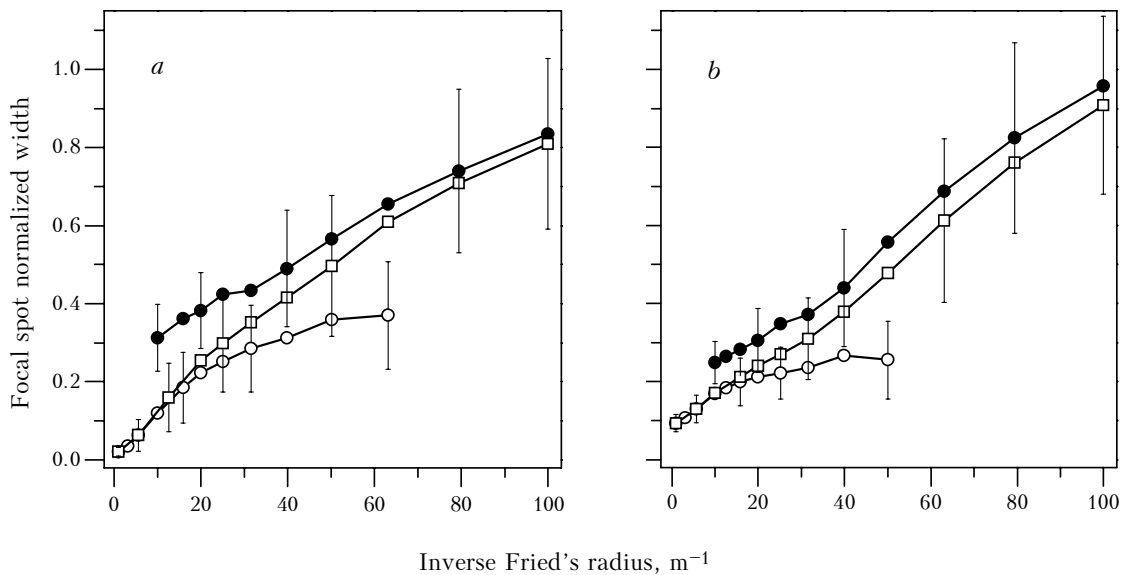 a
b
Focal spot normalized width
1.0
0.8
0.6
0.4
0.2
0.0
0 20 40 60 80 100
0 20 40 60 80 100
Inverse Fried's radius, m⁻¹